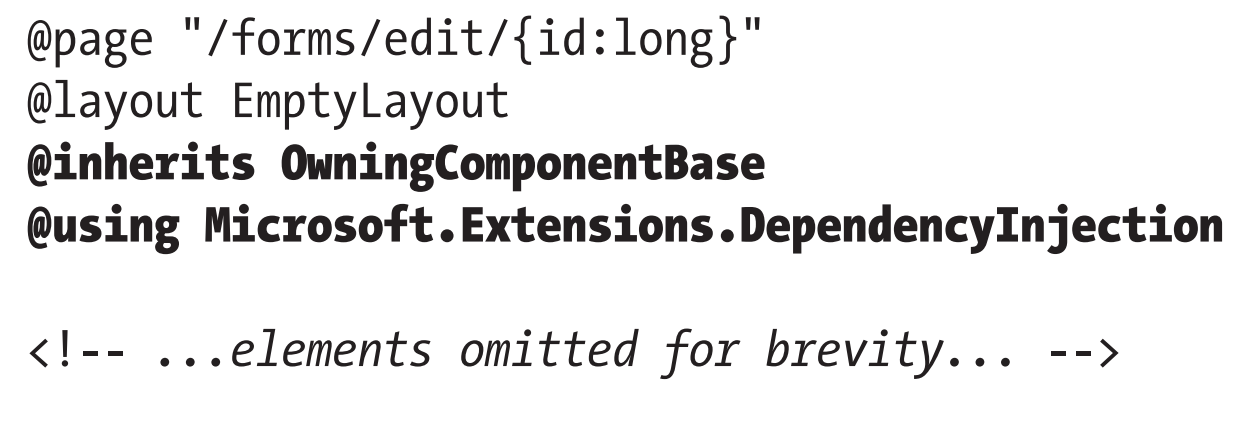 @page "/forms/edit/{id:long}"
@layout EmptyLayout
@inherits OwningComponentBase
@using Microsoft.Extensions.DependencyInjection
<!-- ...elements omitted for brevity... -->